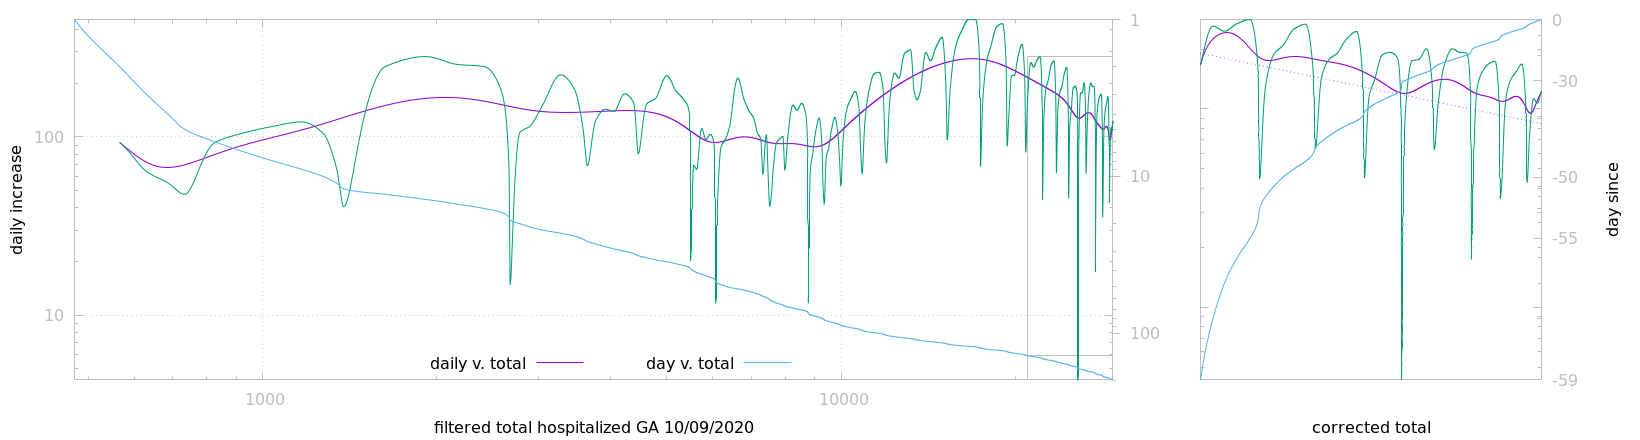 1
0
100
-30
daily increase
10
-50
day since
-55
10
100
daily v. total
day v. total
-59
1000
10000
filtered total hospitalized GA 10/09/2020
corrected total